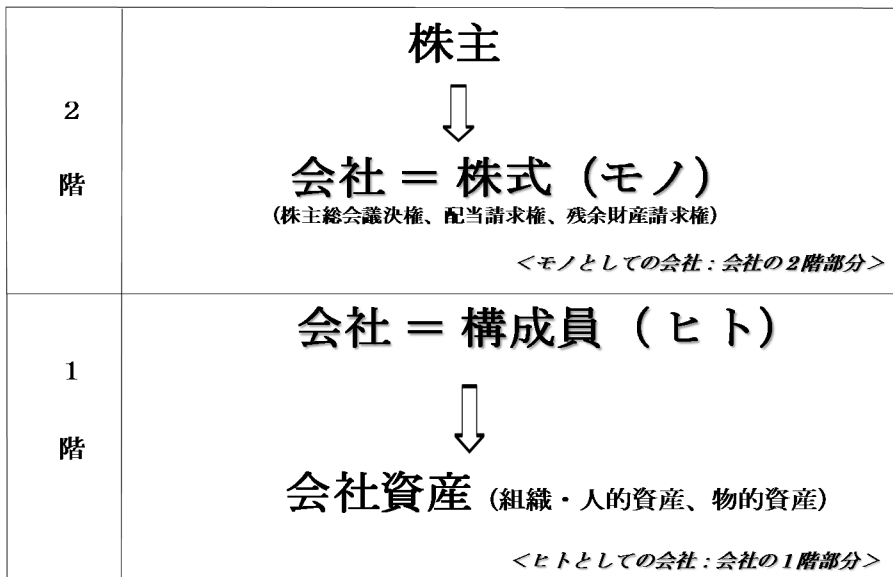 2
階
株主
会社 = 株式 (モノ)
(株主総会議決権、配当請求権、残余財産請求権)
<モノとしての会社：会社の2階部分>
1
階
会社 = 構成員 ( ヒト)
会社資産 (組織・人的資産、物的資産)
<ヒトとしての会社：会社の1階部分>